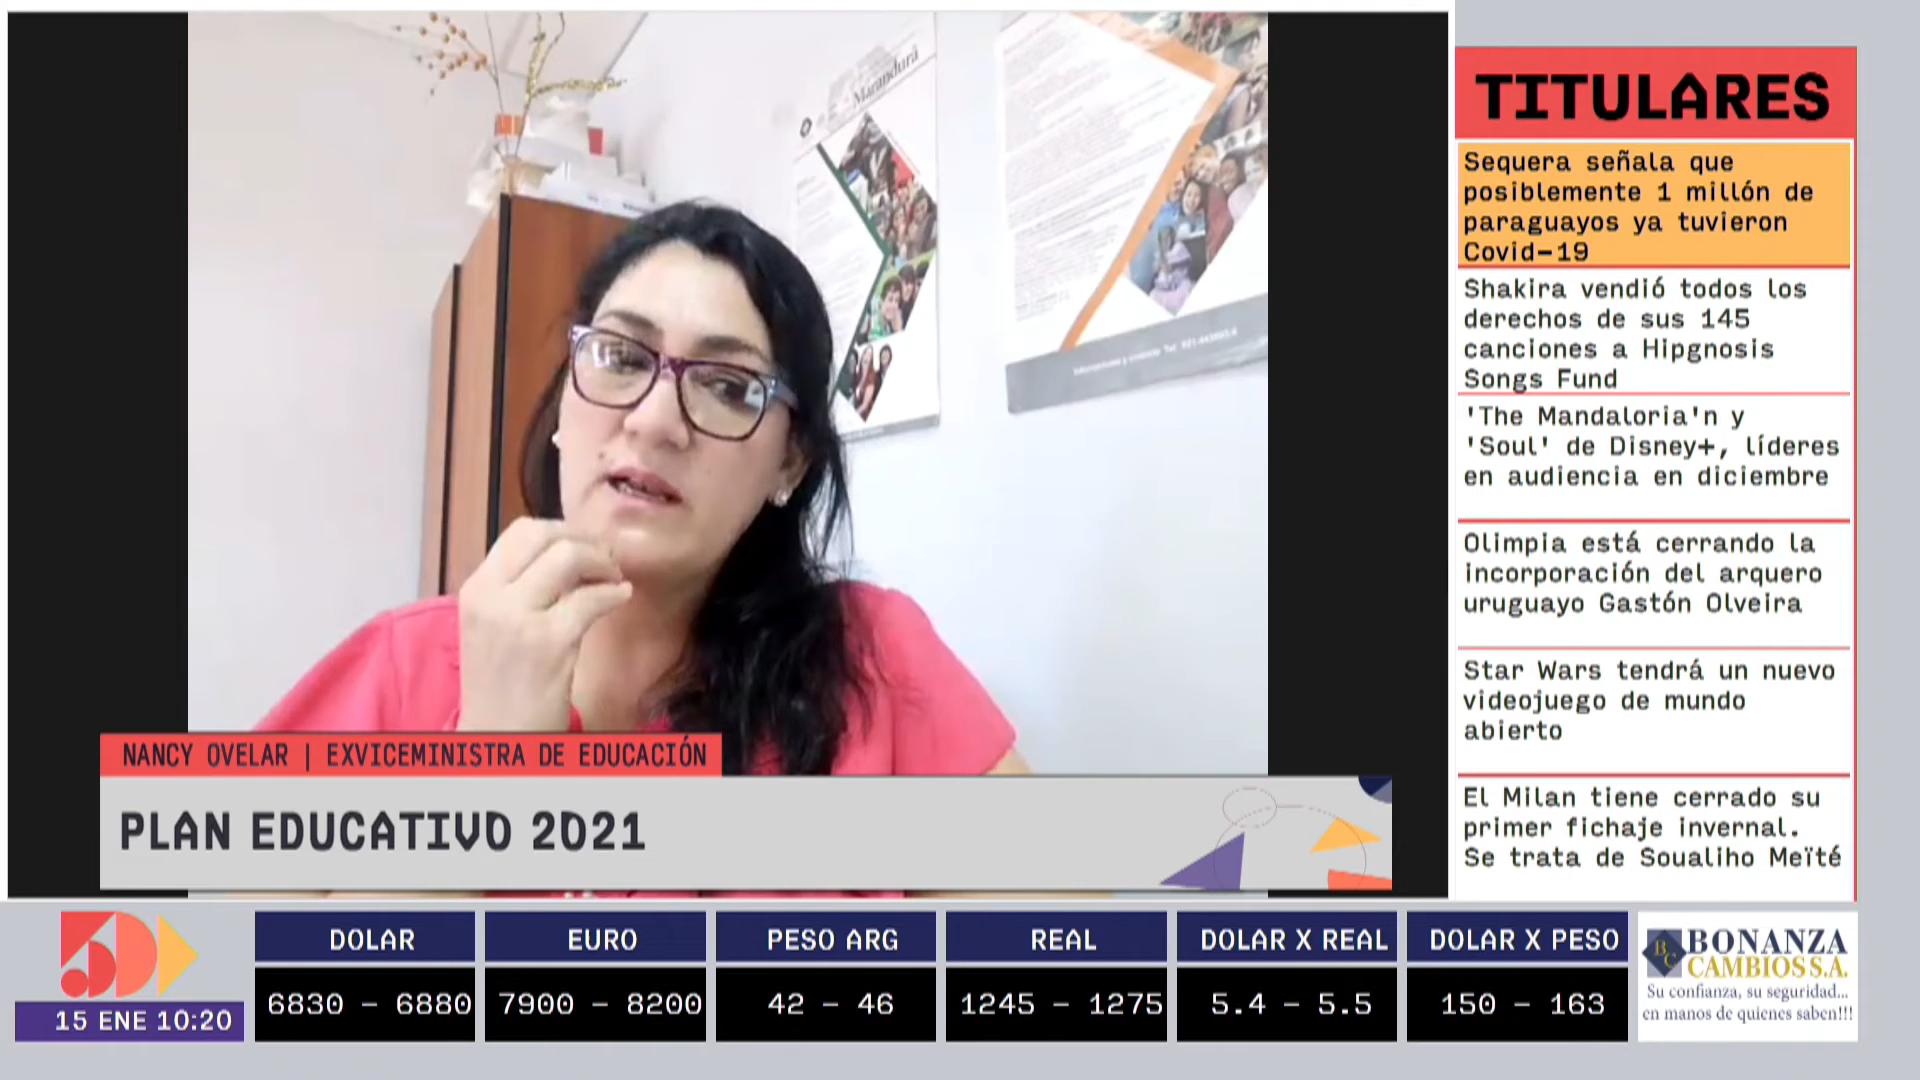 Marandurã
TITULARES
Sequera señala que
posiblemente 1 millón de
paraguayos ya tuvieron
Covid-19
Shakira vendió todos los
derechos de sus 145
canciones a Hipgnosis
Songs Fund
'The Mandaloria'n y
'Soul' de Disney+, líderes
en audiencia en diciembre
Olimpia está cerrando la
incorporación del arquero
uruguayo Gastón Olveira
Star Wars tendrá un nuevo
videojuego de mundo
abierto
El Milan tiene cerrado su
primer fichaje invernal.
Se trata de Soualiho Meïté
NANCY OVELAR | EXVICEMINISTRA DE EDUCACIÓN
PLAN EDUCATIVO 2021
5D
15 ENE 10:20
DOLAR
6830 - 6880
EURO
7900 - 8200
PESO ARG
42 - 46
REAL
1245 - 1275
DOLAR X REAL
5.4 - 5.5
DOLAR X PESO
150 - 163
BC
BONANZA
CAMBIOS S.A.
Su confianza, su seguridad...
en manos de quienes saben!!!